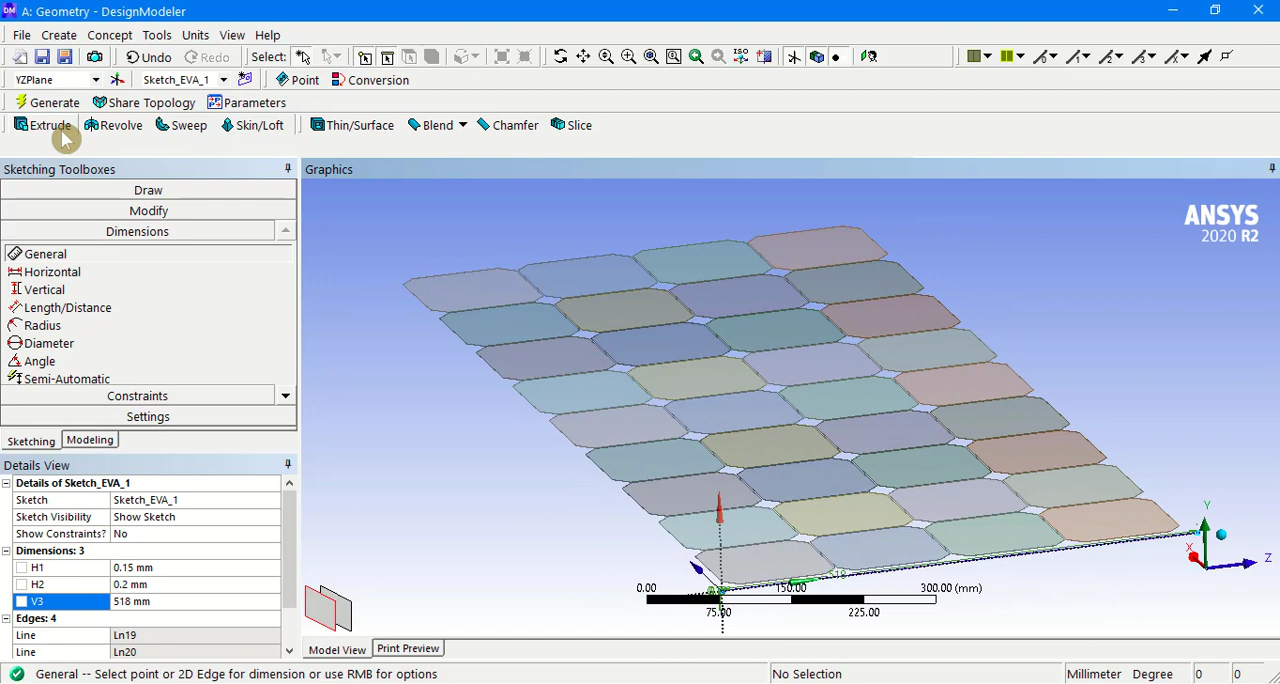 DM A: Geometry - DesignModeler
File Create Concept Tools Units View Help
Undo Redo Select: ISO
YZPlane Sketch_EVA_1 Point Conversion
Generate Share Topology Parameters
Extrude Revolve Sweep Skin/Loft Thin/Surface Blend Chamfer Slice
Sketching Toolboxes
Draw
Modify
Dimensions
General
Horizontal
Vertical
Length/Distance
Radius
Diameter
Angle
Semi-Automatic
Constraints
Settings
Sketching Modeling
Details View
Details of Sketch_EVA_1
Sketch Sketch_EVA_1
Sketch Visibility Show Sketch
Show Constraints? No
Dimensions: 3
H1 0.15 mm
H2 0.2 mm
V3 518 mm
Edges: 4
Line Ln19
Line Ln20
Graphics
ANSYS
2020 R2
Y
X
Z
518
0.00 150.00 300.00 (mm)
75.00 225.00
Model View Print Preview
General -- Select point or 2D Edge for dimension or use RMB for options No Selection Millimeter Degree 0 0